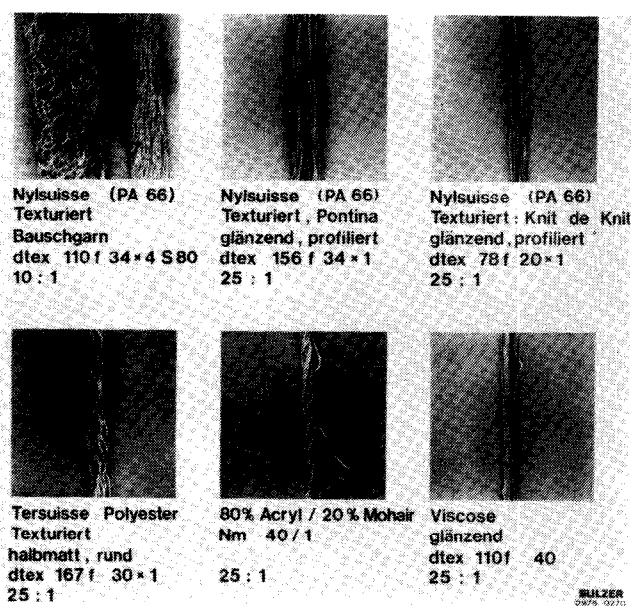 Nylsuisse (PA 66)
Texturiert
Bauschgarn
dtex 110 f 34×4 S 80
10 : 1
Nylsuisse (PA 66)
Texturiert, Pontina
glänzend, profiliert
dtex 156 f 34×1
25 : 1
Nylsuisse (PA 66)
Texturiert: Knit de Knit
glänzend, profiliert
dtex 78 f 20×1
25 : 1
Tersuisse Polyester
Texturiert
halbmatt, rund
dtex 167 f 30×1
25 : 1
80% Acryl / 20% Mohair
Nm 40/1
25 : 1
Viscose
glänzend
dtex 110 f 40
25 : 1
SULZER